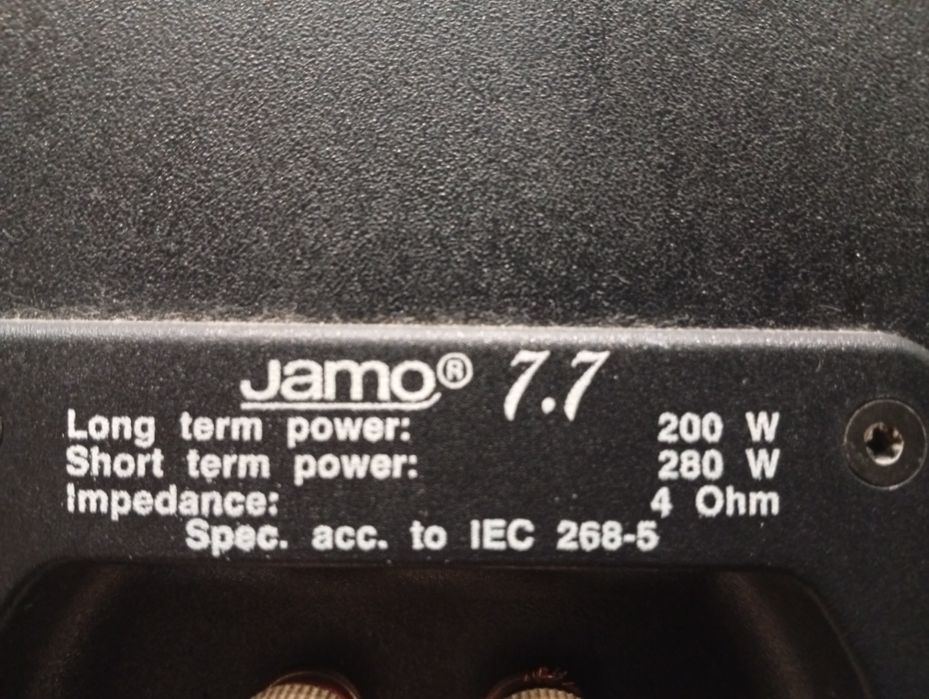 Jamo® 7.7
Long term power: 200 W
Short term power: 280 W
Impedance: 4 Ohm
Spec. acc. to IEC 268-5